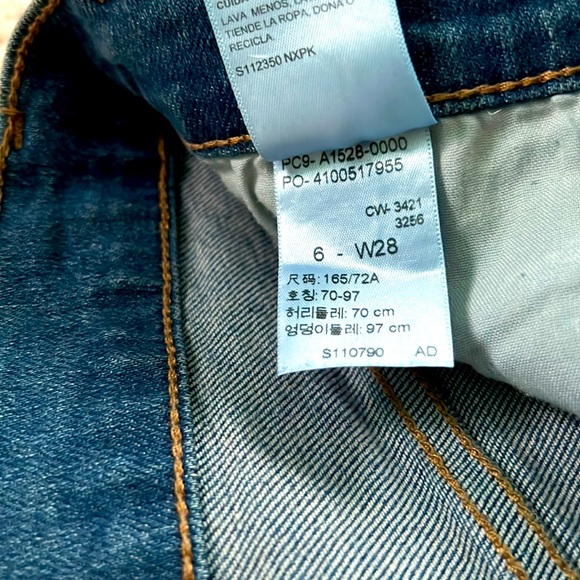 LAVA MENOS,
TIENDE LA ROPA, DONA O
RECICLA.
S112350 NXPK
PC9- A1528-0000
PO- 4100517955
CW- 3421
3256
6 - W28
尺码: 165/72A
호칭: 70-97
허리둘레: 70 cm
엉덩이둘레: 97 cm
S110790 AD